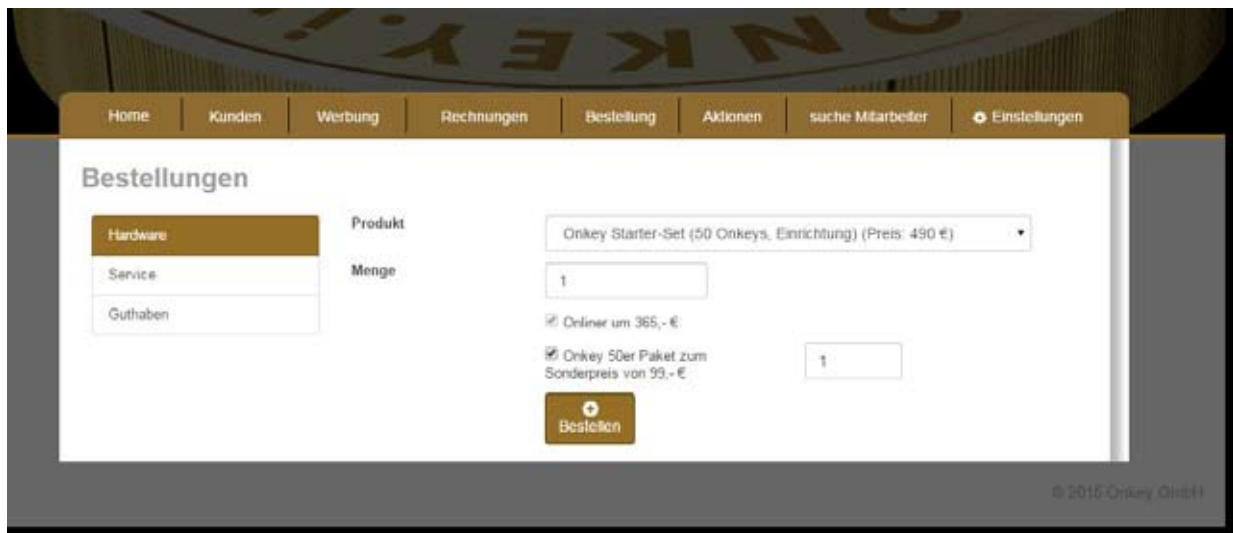 ONKEY.i
Home Kunden Werbung Rechnungen Bestellung Aktionen suche Mitarbeiter Einstellungen
Bestellungen
Hardware
Service
Guthaben
Produkt
Onkey Starter-Set (50 Onkeys, Einrichtung) (Preis: 490 €)
Menge
1
Onliner um 365,- €
Onkey 50er Paket zum
Sonderpreis von 99,- €
1
Bestellen
© 2015 Onkey GmbH